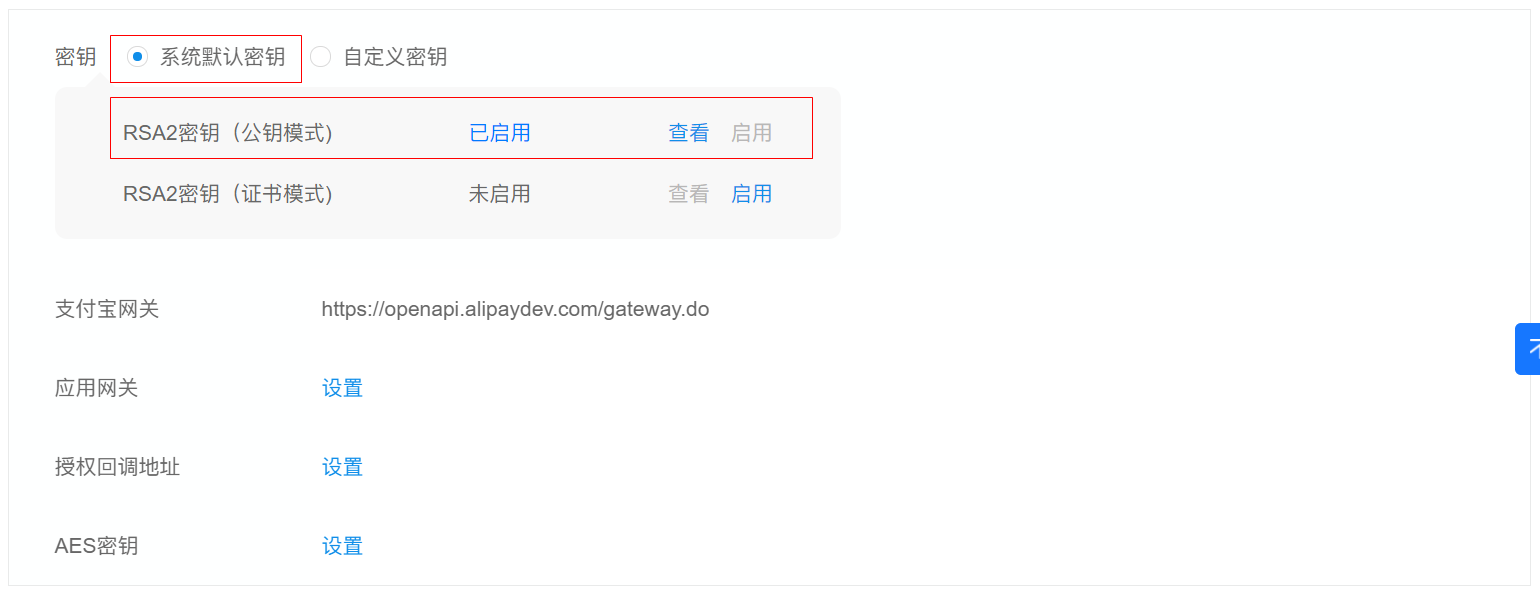 密钥 系统默认密钥 自定义密钥
RSA2密钥（公钥模式) 已启用 查看 启用
RSA2密钥（证书模式) 未启用 查看 启用
支付宝网关 https://openapi.alipaydev.com/gateway.do
应用网关 设置
授权回调地址 设置
AES密钥 设置